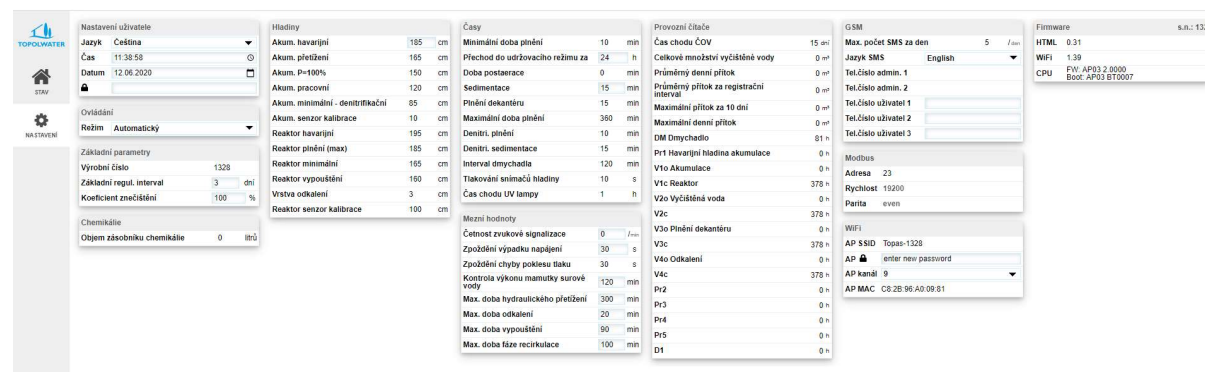 TOPOLWATER
STAV
NASTAVENÍ
Nastavení uživatele
Jazyk Čeština
Čas 11:38:58
Datum 12.06.2020
Ovládání
Režim Automatický
Základní parametry
Výrobní číslo 1328
Základní regul. interval 3 dní
Koeficient znečištění 100 %
Chemikálie
Objem zásobníku chemikálie 0 litrů
Hladiny
Akum. havarijní 185 cm
Akum. přetížení 165 cm
Akum. P=100% 150 cm
Akum. pracovní 120 cm
Akum. minimální - denitrifikační 85 cm
Akum. senzor kalibrace 10 cm
Reaktor havarijní 195 cm
Reaktor plnění (max) 185 cm
Reaktor minimální 165 cm
Reaktor vypouštění 160 cm
Vrstva odkalení 3 cm
Reaktor senzor kalibrace 100 cm
Časy
Minimální doba plnění 10 min
Přechod do udržovacího režimu za 24 h
Doba postaerace 0 min
Sedimentace 15 min
Plnění dekantéru 15 min
Maximální doba plnění 360 min
Denitri. plnění 10 min
Denitri. sedimentace 15 min
Interval dmychadla 120 min
Tlakování snímačů hladiny 10 s
Čas chodu UV lampy 1 h
Mezní hodnoty
Četnost zvukové signalizace 0 /min
Zpoždění výpadku napájení 30 s
Zpoždění chyby poklesu tlaku 30 s
Kontrola výkonu mamutky surové
vody 120 min
Max. doba hydraulického přetížení 300 min
Max. doba odkalení 20 min
Max. doba vypouštění 90 min
Max. doba fáze recirkulace 100 min
Provozní čítače
Čas chodu ČOV 15 dní
Celkové množství vyčištěné vody 0 m³
Průměrný denní přítok 0 m³
Průměrný přítok za registrační
interval 0 m³
Maximální přítok za 10 dní 0 m³
Maximální denní přítok 0 m³
DM Dmychadlo 81 h
Pr1 Havarijní hladina akumulace 0 h
V1o Akumulace 0 h
V1c Reaktor 378 h
V2o Vyčištěná voda 0 h
V2c 378 h
V3o Plnění dekantéru 0 h
V3c 378 h
V4o Odkalení 0 h
V4c 378 h
Pr2 0 h
Pr3 0 h
Pr4 0 h
Pr5 0 h
D1 0 h
GSM
Max. počet SMS za den 5 /den
Jazyk SMS English
Tel.číslo admin. 1
Tel.číslo admin. 2
Tel.číslo uživatel 1
Tel.číslo uživatel 2
Tel.číslo uživatel 3
Modbus
Adresa 23
Rychlost 19200
Parita even
WiFi
AP SSID Topas-1328
AP enter new password
AP kanál 9
AP MAC C8:2B:96:A0:09:81
Firmware s.n.: 132
HTML 0.31
WiFi 1.39
CPU FW: AP03 2.0000
Boot: AP03 BT0007